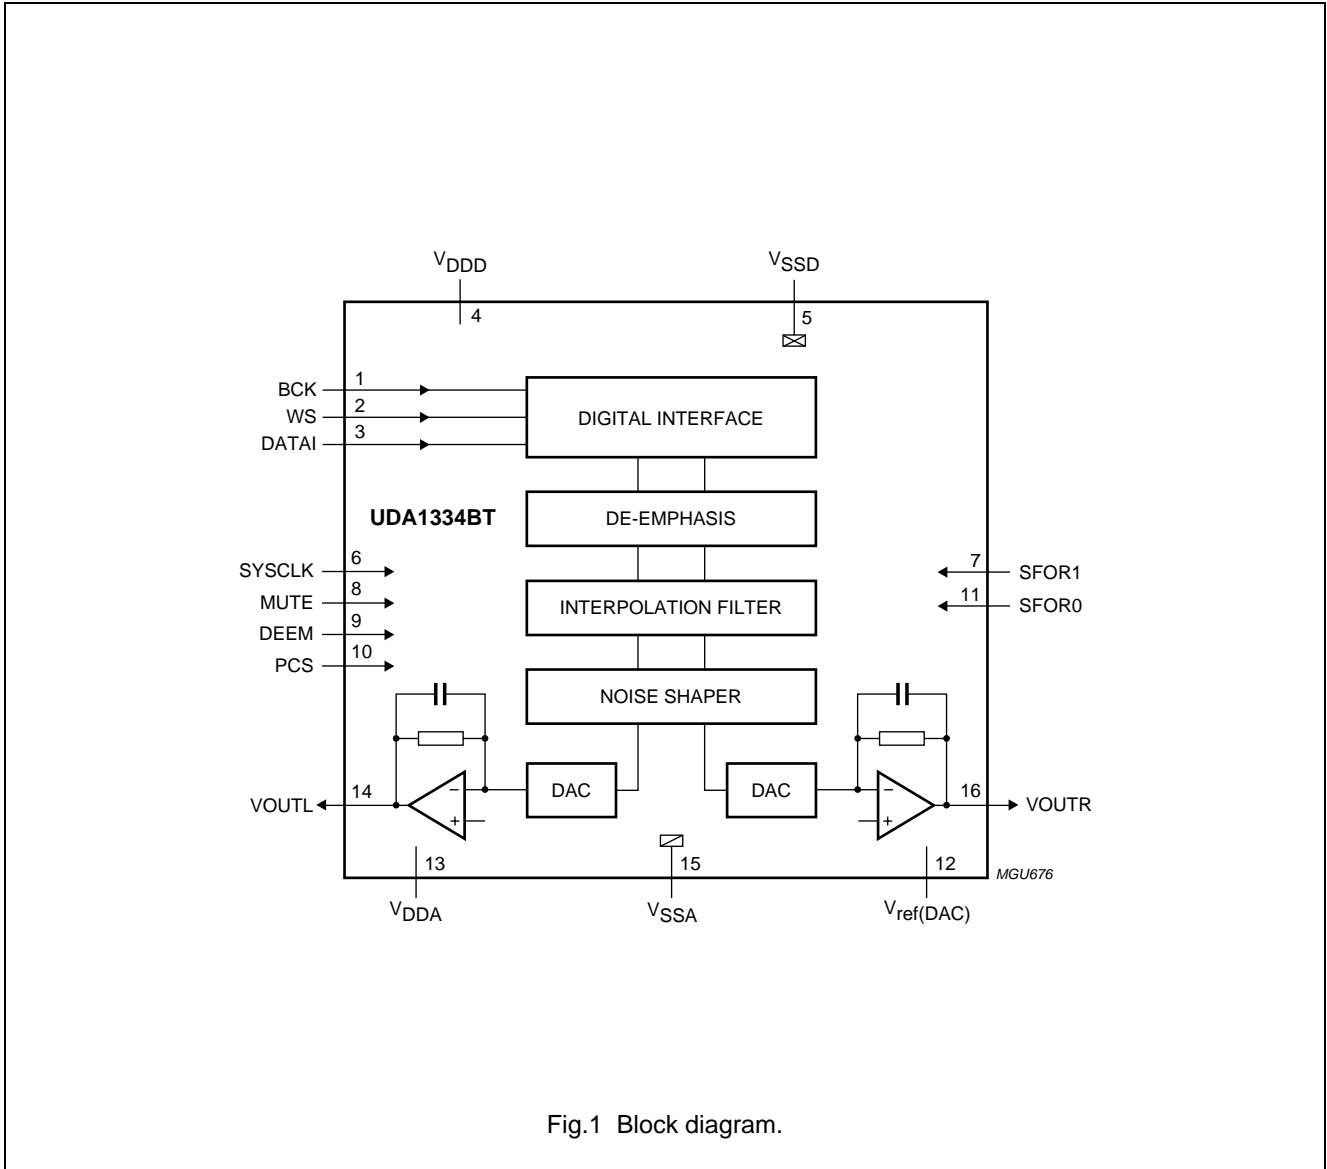 VDDD
VSSD
4
5
BCK
1
WS
2
DATAI
3
DIGITAL INTERFACE
UDA1334BT
DE-EMPHASIS
SYSCLK
6
7
SFOR1
MUTE
8
INTERPOLATION FILTER
11
SFOR0
DEEM
9
PCS
10
NOISE SHAPER
VOUTL
14
−
+
DAC
DAC
−
+
16
VOUTR
13
15
12
MGU676
VDDA
VSSA
Vref(DAC)
Fig.1 Block diagram.